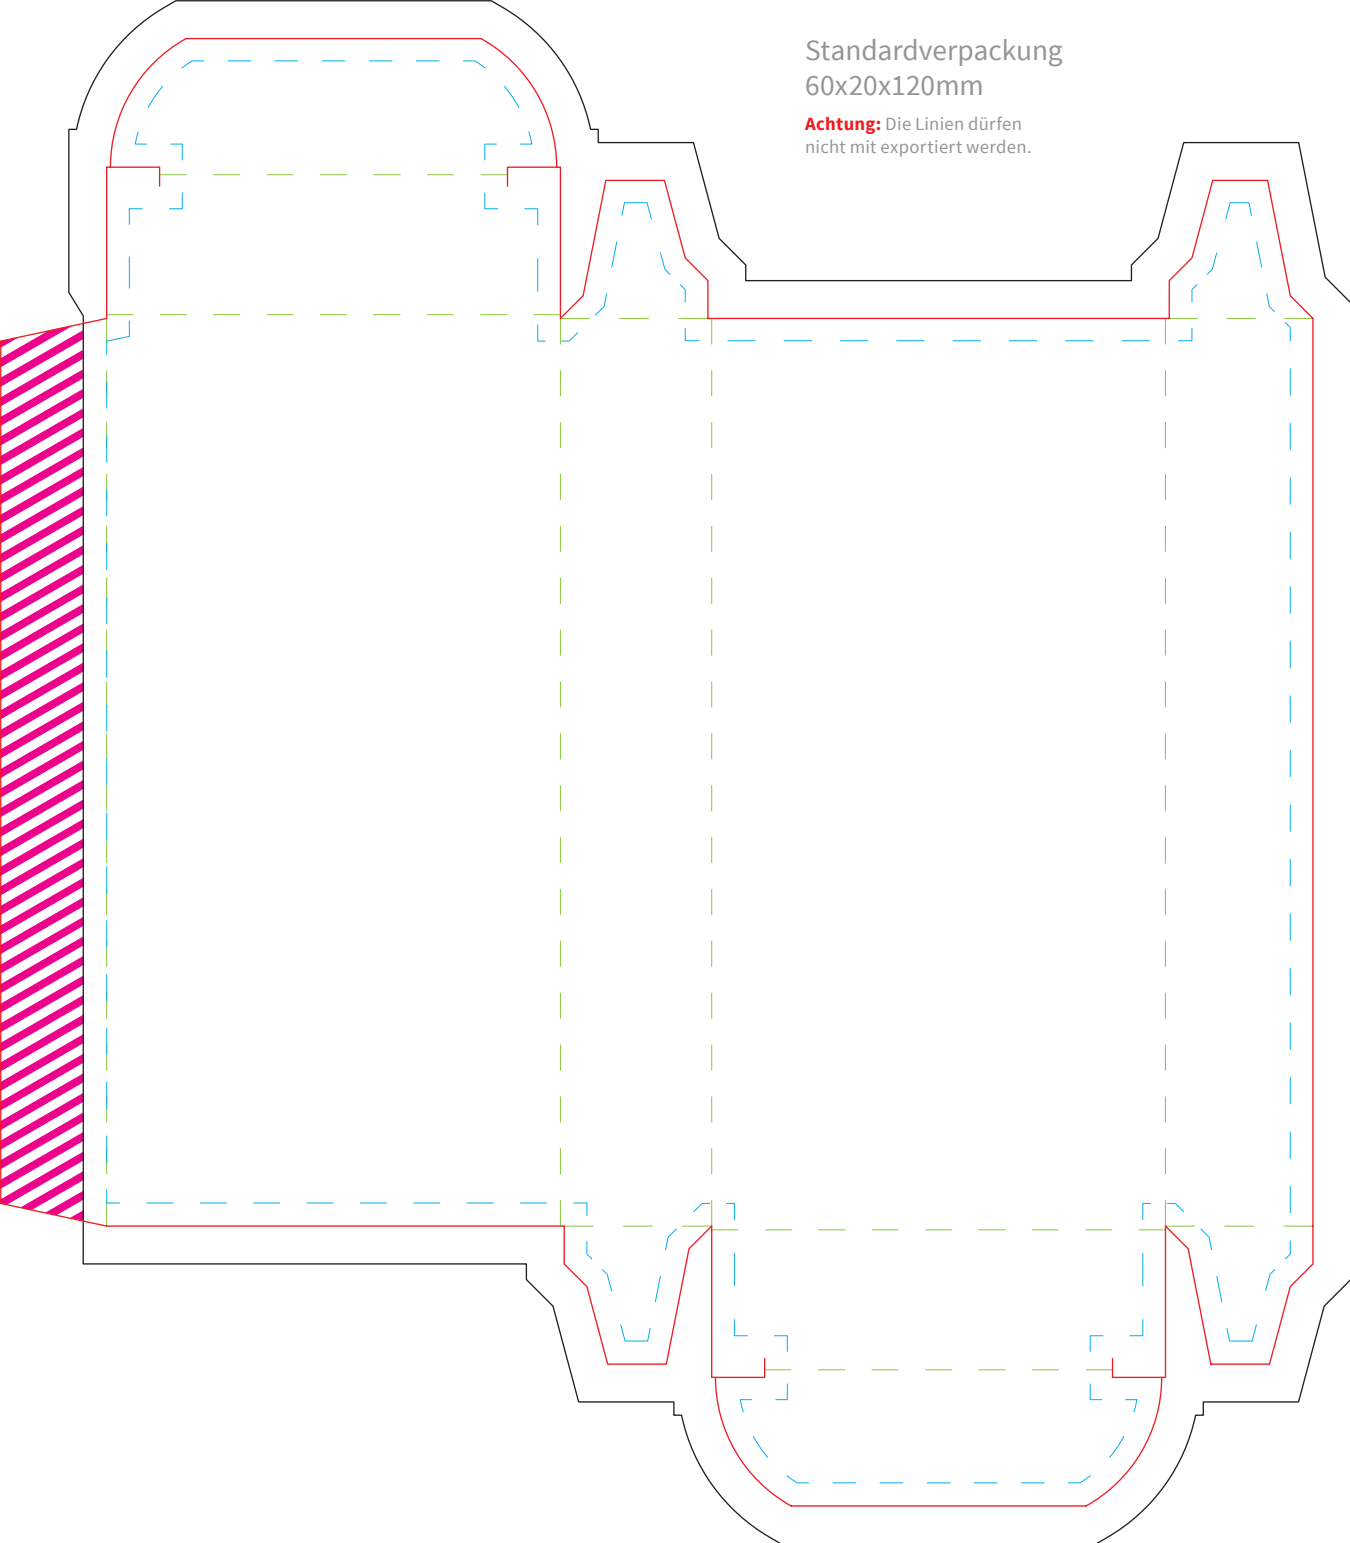 Standardverpackung
60x20x120mm
Achtung: Die Linien dürfen
nicht mit exportiert werden.